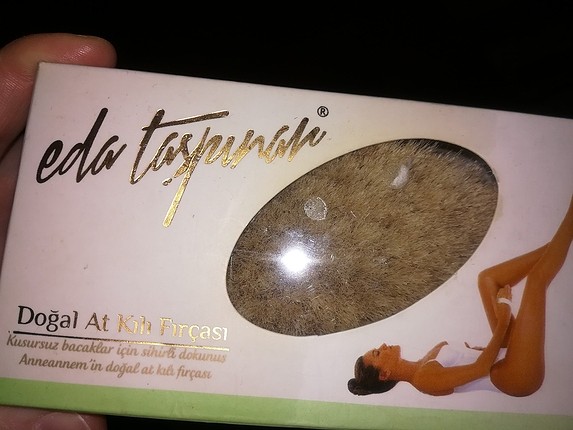 eda taşpınar®
Doğal At Kılı Fırçası
Kusursuz bacaklar için sihirli dokunuş
Anneannem'in doğal at kılı fırçası